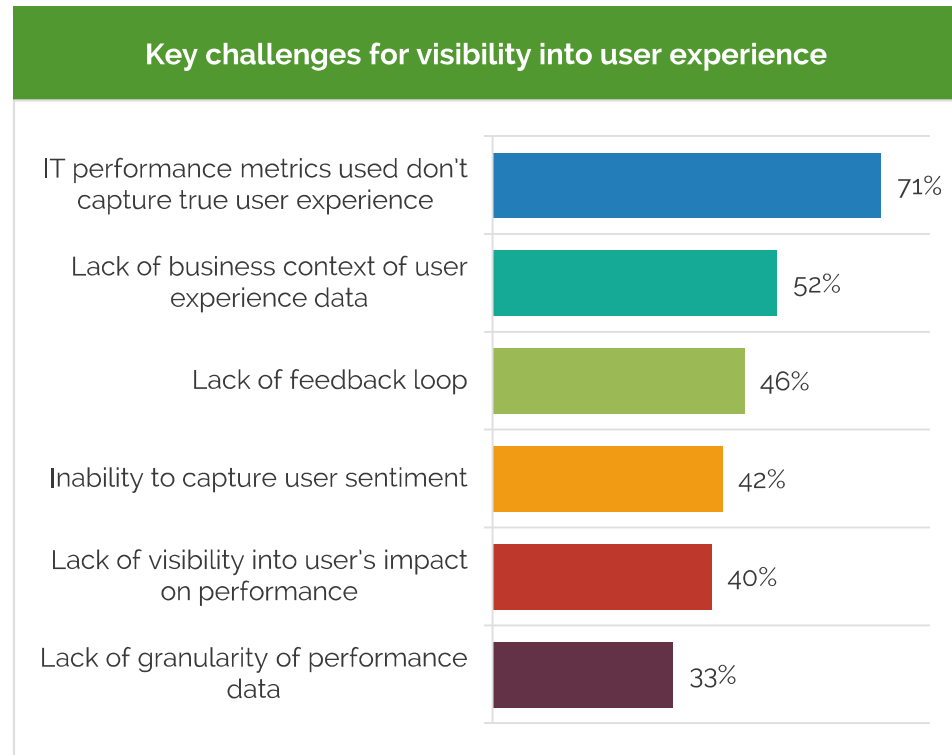 Key challenges for visibility into user experience
IT performance metrics used don't
capture true user experience
71%
Lack of business context of user
experience data
52%
Lack of feedback loop
46%
Inability to capture user sentiment
42%
Lack of visibility into user's impact
on performance
40%
Lack of granularity of performance
data
33%